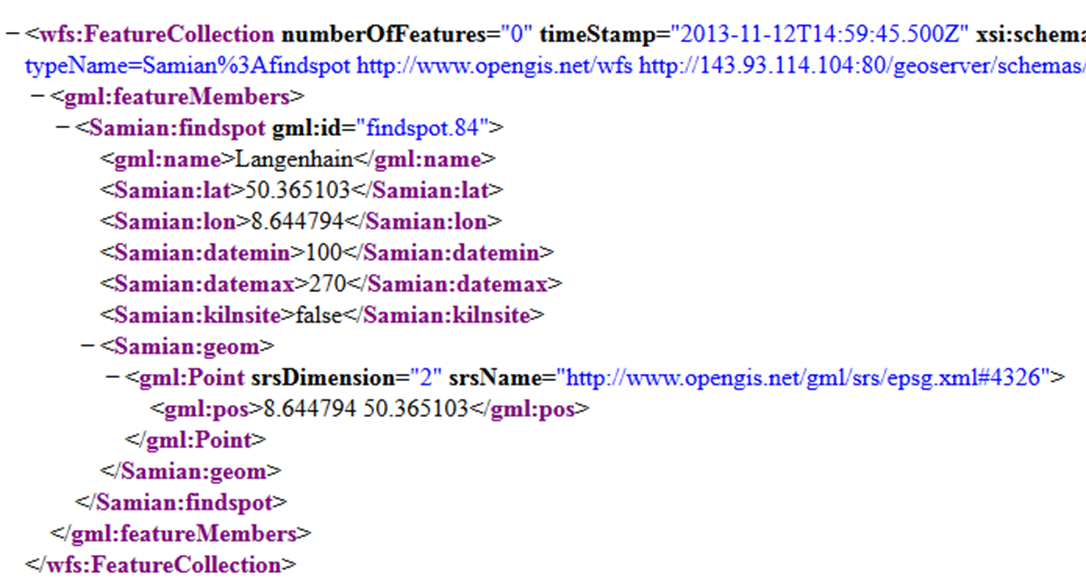 −<wfs:FeatureCollection numberOfFeatures="0" timeStamp="2013-11-12T14:59:45.500Z" xsi:schema
typeName=Samian%3Afindspot http://www.opengis.net/wfs http://143.93.114.104:80/geoserver/schemas/
−<gml:featureMembers>
−<Samian:findspot gml:id="findspot.84">
<gml:name>Langenhain</gml:name>
<Samian:lat>50.365103</Samian:lat>
<Samian:lon>8.644794</Samian:lon>
<Samian:datemin>100</Samian:datemin>
<Samian:datemax>270</Samian:datemax>
<Samian:kilnsite>false</Samian:kilnsite>
−<Samian:geom>
−<gml:Point srsDimension="2" srsName="http://www.opengis.net/gml/srs/epsg.xml#4326">
<gml:pos>8.644794 50.365103</gml:pos>
</gml:Point>
</Samian:geom>
</Samian:findspot>
</gml:featureMembers>
</wfs:FeatureCollection>